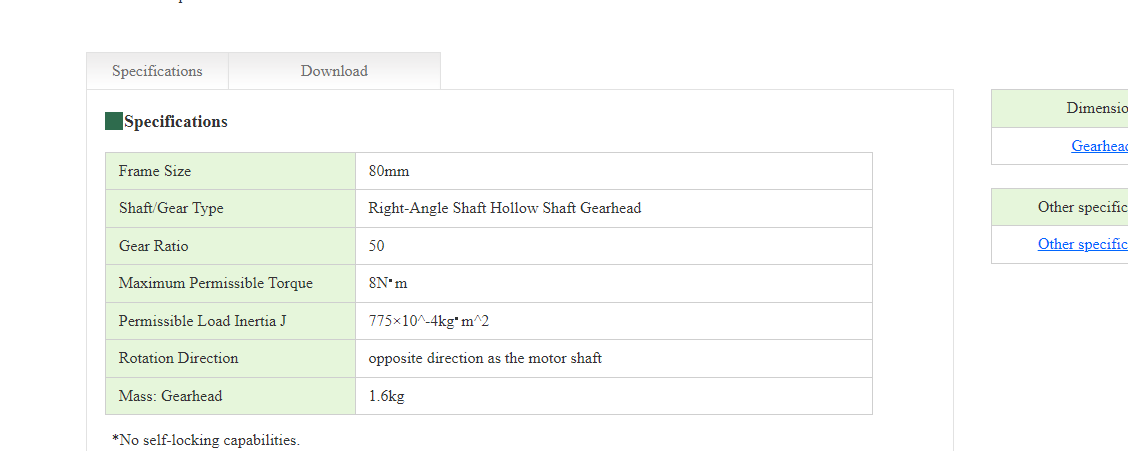 Specifications Download
Specifications
Frame Size 80mm
Shaft/Gear Type Right-Angle Shaft Hollow Shaft Gearhead
Gear Ratio 50
Maximum Permissible Torque 8N・m
Permissible Load Inertia J 775×10^-4kg・m^2
Rotation Direction opposite direction as the motor shaft
Mass: Gearhead 1.6kg
*No self-locking capabilities.
Dimensio
Gearhead
Other specific
Other specific